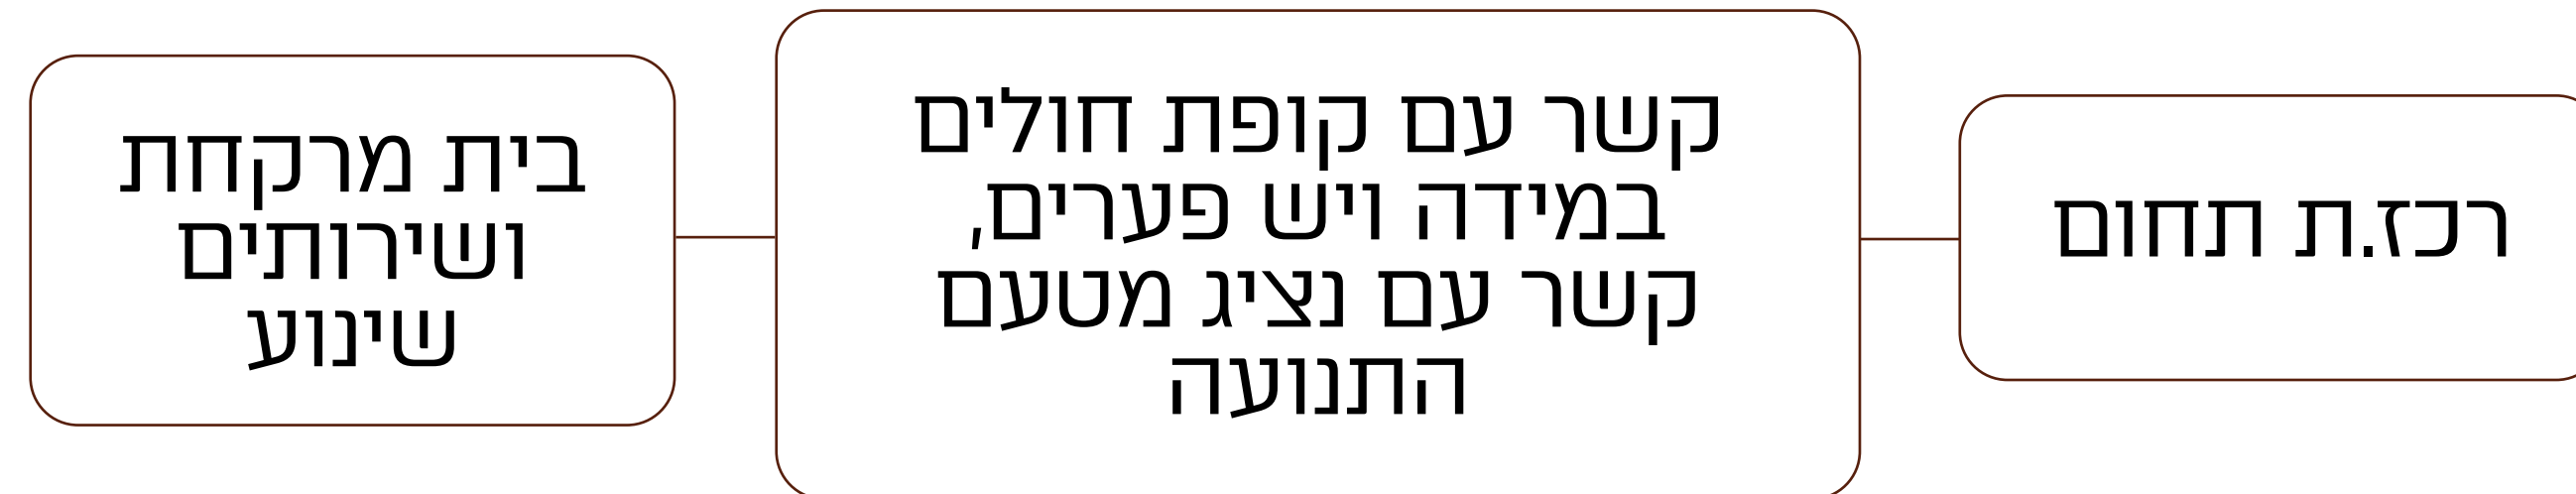 רכז.ת תחום
קשר עם קופת חולים
במידה ויש פערים,
קשר עם נציג מטעם
התנועה
בית מרקחת
ושירותים
שינוע